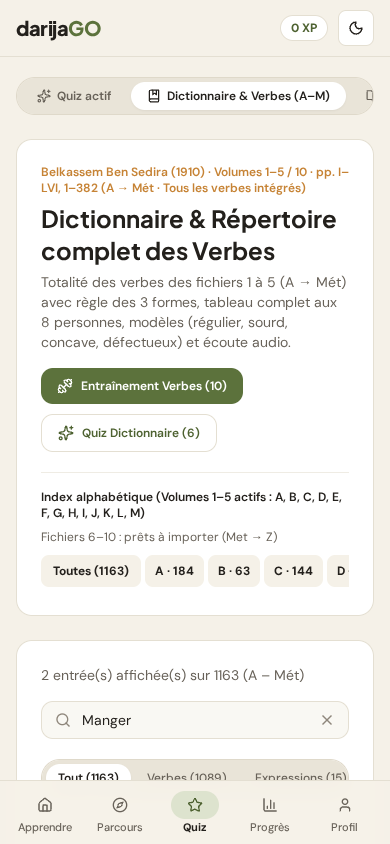 darijaGO
0 XP
Quiz actif
Dictionnaire & Verbes (A–M)
Belkassem Ben Sedira (1910) · Volumes 1–5 / 10 · pp. I–
LVI, 1–382 (A → Mét · Tous les verbes intégrés)
Dictionnaire & Répertoire
complet des Verbes
Totalité des verbes des fichiers 1 à 5 (A → Mét)
avec règle des 3 formes, tableau complet aux
8 personnes, modèles (régulier, sourd,
concave, défectueux) et écoute audio.
Entraînement Verbes (10)
Quiz Dictionnaire (6)
Index alphabétique (Volumes 1–5 actifs : A, B, C, D, E,
F, G, H, I, J, K, L, M)
Fichiers 6–10 : prêts à importer (Met → Z)
Toutes (1163)
A · 184
B · 63
C · 144
D
2 entrée(s) affichée(s) sur 1163 (A – Mét)
Manger
Tout (1163)
Verbes (1089)
Expressions (15)
Apprendre
Parcours
Quiz
Progrès
Profil